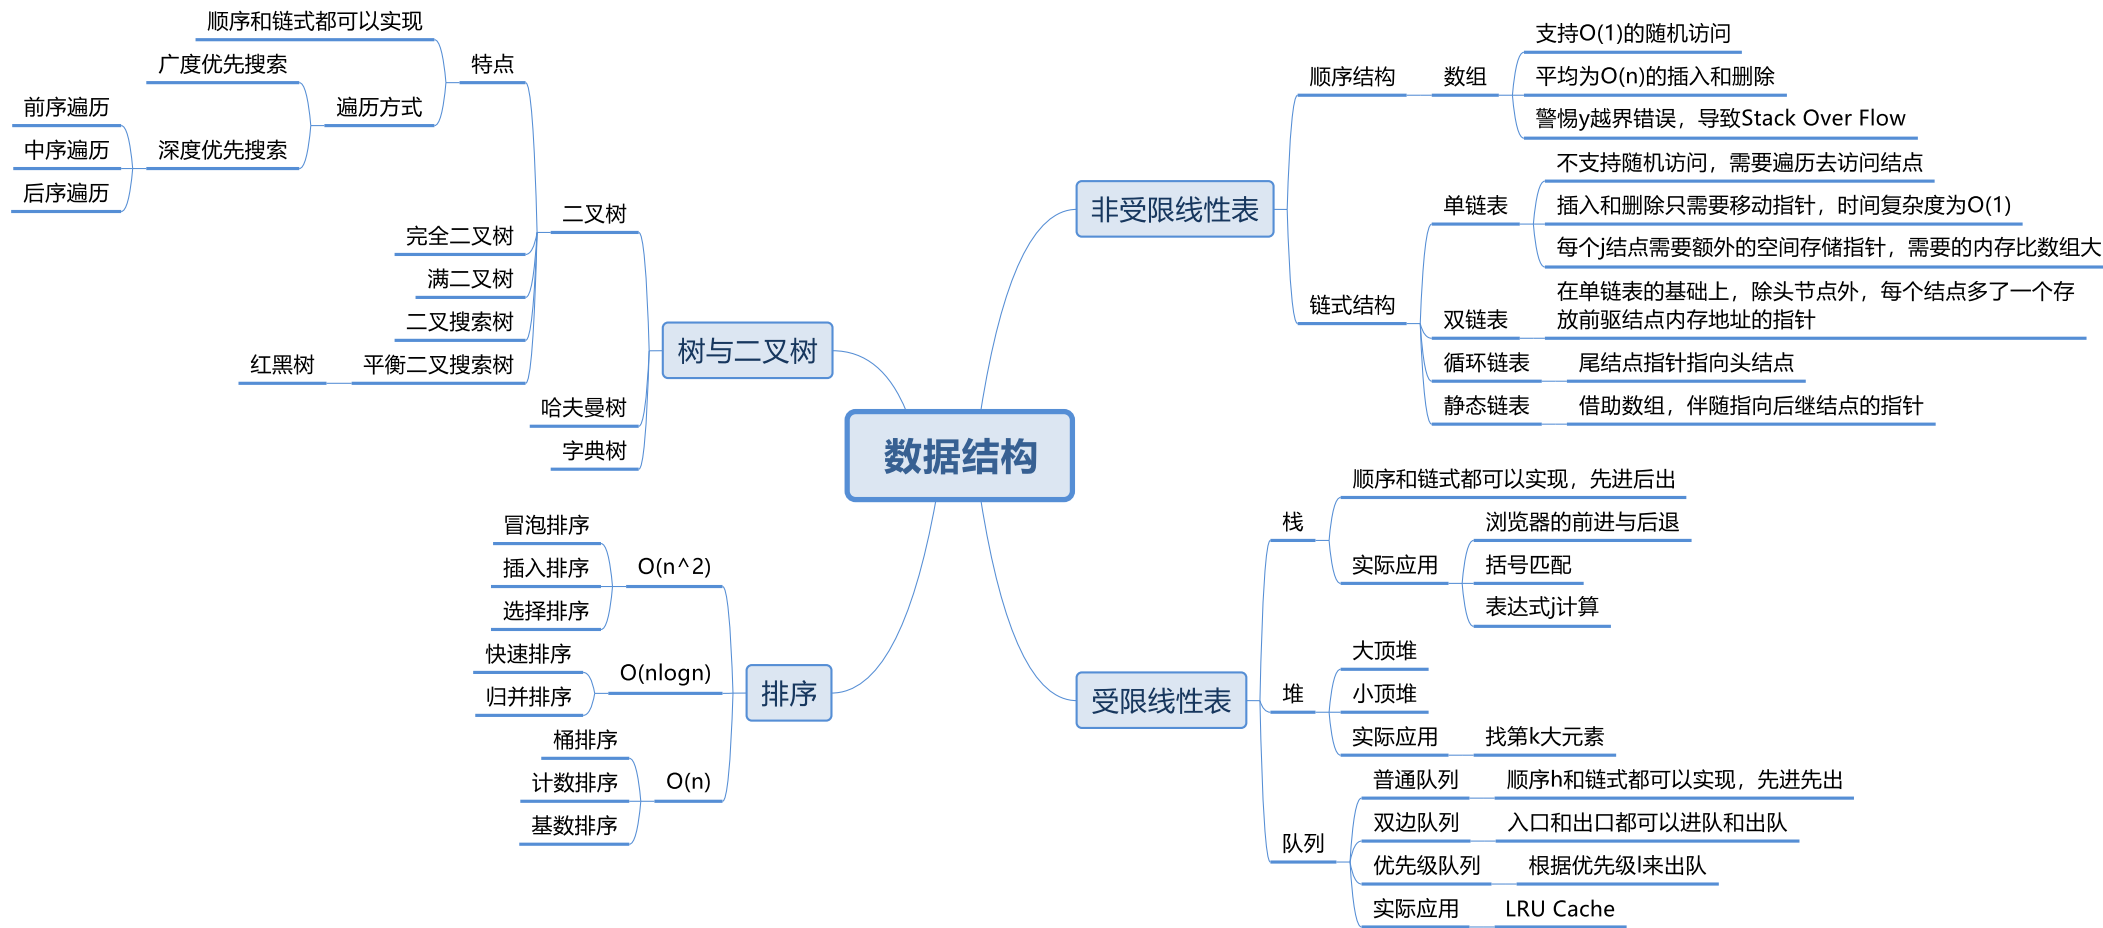 数据结构
非受限线性表
顺序结构
数组
支持O(1)的随机访问
平均为O(n)的插入和删除
警惕y越界错误，导致Stack Over Flow
链式结构
单链表
不支持随机访问，需要遍历去访问结点
插入和删除只需要移动指针，时间复杂度为O(1)
每个j结点需要额外的空间存储指针，需要的内存比数组大
双链表
在单链表的基础上，除头节点外，每个结点多了一个存
放前驱结点内存地址的指针
循环链表
尾结点指针指向头结点
静态链表
借助数组，伴随指向后继结点的指针
受限线性表
栈
顺序和链式都可以实现，先进后出
实际应用
浏览器的前进与后退
括号匹配
表达式j计算
堆
大顶堆
小顶堆
实际应用
找第k大元素
队列
普通队列
顺序h和链式都可以实现，先进先出
双边队列
入口和出口都可以进队和出队
优先级队列
根据优先级l来出队
实际应用
LRU Cache
树与二叉树
二叉树
特点
顺序和链式都可以实现
遍历方式
广度优先搜索
深度优先搜索
前序遍历
中序遍历
后序遍历
完全二叉树
满二叉树
二叉搜索树
平衡二叉搜索树
红黑树
哈夫曼树
字典树
排序
O(n^2)
冒泡排序
插入排序
选择排序
O(nlogn)
快速排序
归并排序
O(n)
桶排序
计数排序
基数排序